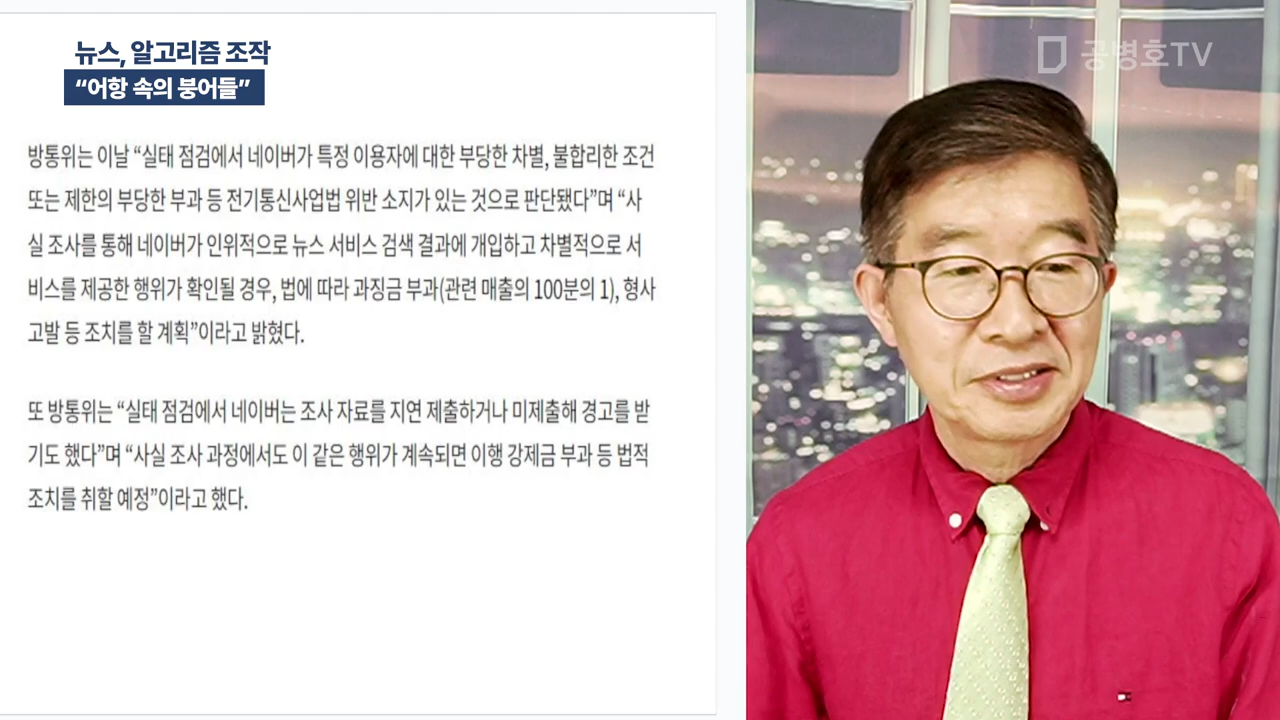 뉴스, 알고리즘 조작
“어항 속의 붕어들”
공병호TV
방통위는 이날 “실태 점검에서 네이버가 특정 이용자에 대한 부당한 차별, 불합리한 조건
또는 제한의 부당한 부과 등 전기통신사업법 위반 소지가 있는 것으로 판단됐다”며 “사
실 조사를 통해 네이버가 인위적으로 뉴스 서비스 검색 결과에 개입하고 차별적으로 서
비스를 제공한 행위가 확인될 경우, 법에 따라 과징금 부과(관련 매출의 100분의 1), 형사
고발 등 조치를 할 계획”이라고 밝혔다.
또 방통위는 “실태 점검에서 네이버는 조사 자료를 지연 제출하거나 미제출해 경고를 받
기도 했다”며 “사실 조사 과정에서도 이 같은 행위가 계속되면 이행 강제금 부과 등 법적
조치를 취할 예정”이라고 했다.